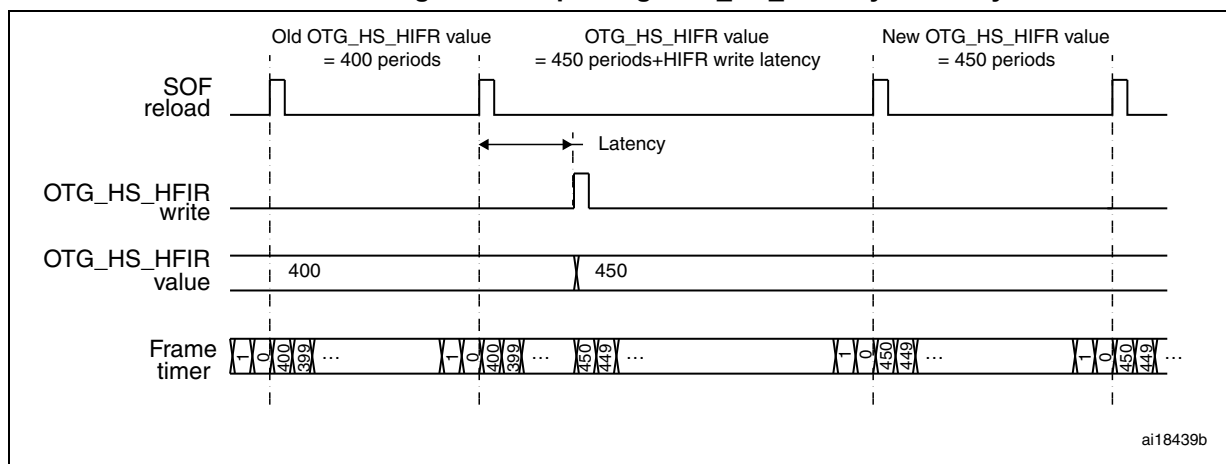 Old OTG_HS_HIFR value
= 400 periods
OTG_HS_HIFR value
= 450 periods+HIFR write latency
New OTG_HS_HIFR value
= 450 periods
SOF
reload
Latency
OTG_HS_HFIR
write
OTG_HS_HFIR
value
400
450
Frame
timer
1 0 400 399 ... 1 0 400 399 ... 450 449 ... 1 0 450 449 ... 1 0 450 449 ...
ai18439b